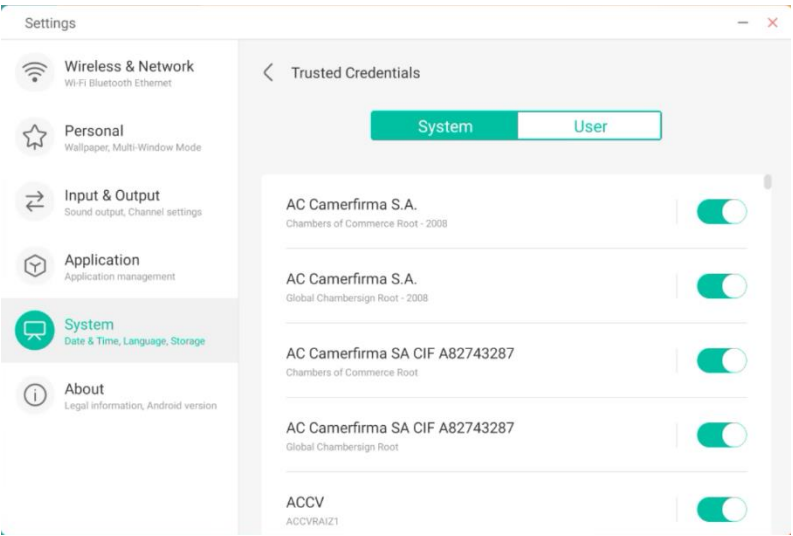 Settings
Wireless & Network
Wi-Fi Bluetooth Ethernet
Personal
Wallpaper, Multi-Window Mode
Input & Output
Sound output, Channel settings
Application
Application management
System
Date & Time, Language, Storage
About
Legal information, Android version
Trusted Credentials
System User
AC Camerfirma S.A.
Chambers of Commerce Root - 2008
AC Camerfirma S.A.
Global Chambersign Root - 2008
AC Camerfirma SA CIF A82743287
Chambers of Commerce Root
AC Camerfirma SA CIF A82743287
Global Chambersign Root
ACCV
ACCVRAIZ1